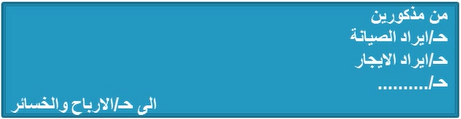 من مذكورين
حـ/ايراد الصيانة
حـ/ايراد الايجار
حـ/..........
الى حـ/الارباح والخسائر